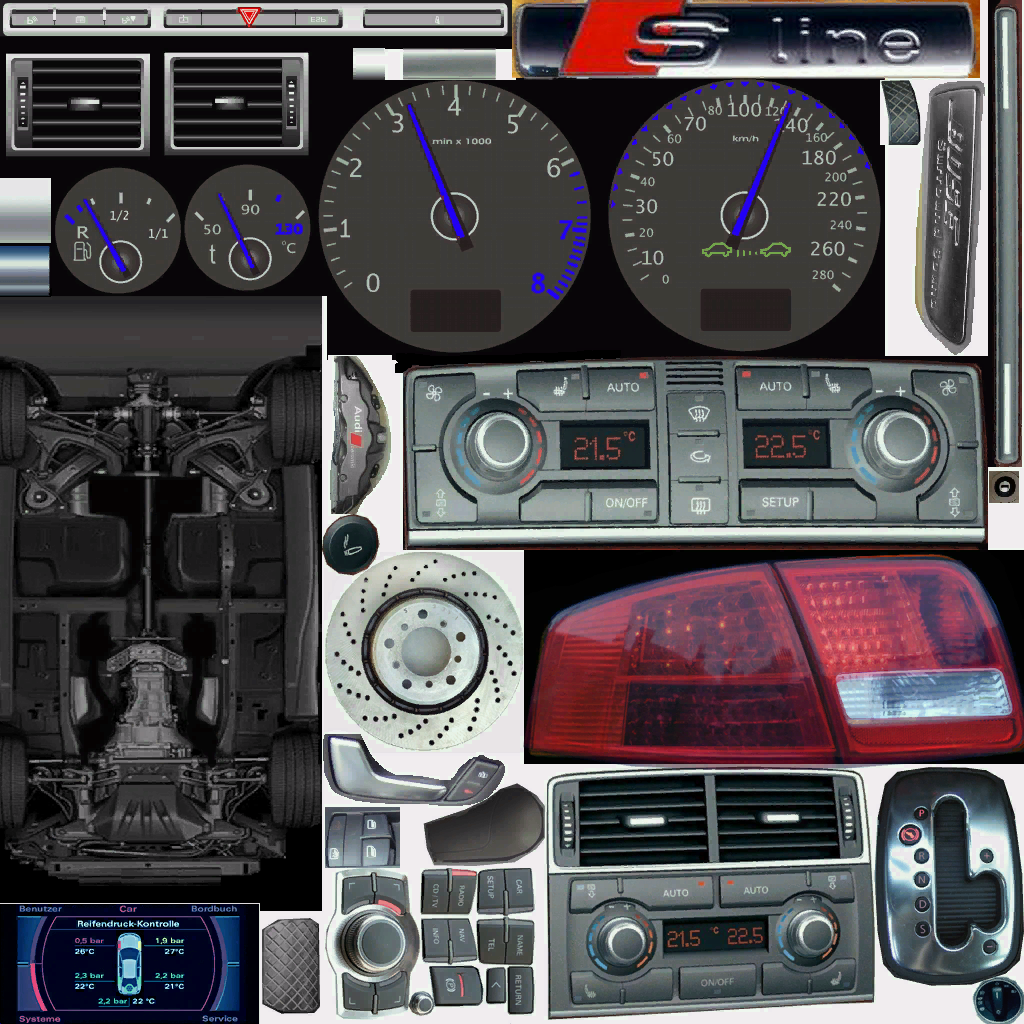 S line
min x 1000
0
1
2
3
4
5
6
7
8
km/h
0
10
20
30
40
50
60
70
80
100
120
140
160
180
200
220
240
260
280
R
1/2
1/1
50
90
130
t
°C
Audi
AUTO
AUTO
21.5 °C
22.5 °C
ON/OFF
SETUP
AUTO
AUTO
21.5 °C 22.5
ON/OFF
P
R
N
D
S
+
-
CD/TV
RADIO
SETUP
CAR
INFO
NAV
TEL
NAME
RETURN
Benutzer Car Bordbuch
Reifendruck-Kontrolle
0,5 bar 1,9 bar
26°C 27°C
2,3 bar 2,2 bar
22°C 21°C
2,2 bar 22 °C
Systeme Service